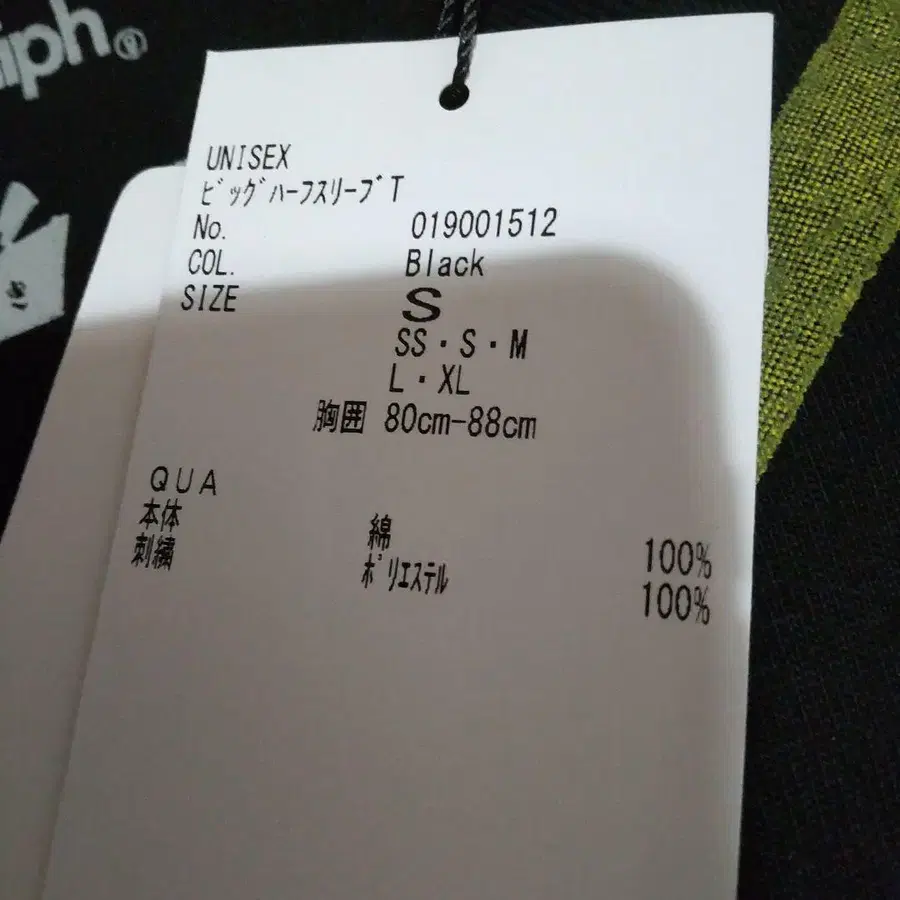 iph®
UNISEX
ﾋﾞｯｸﾞﾊｰﾌｽﾘｰﾌﾞT
No. 019001512
COL. Black
SIZE S
SS・S・M
L・XL
胸囲 80cm-88cm
QUA
本体 綿 100%
刺繍 ﾎﾟﾘｴｽﾃﾙ 100%